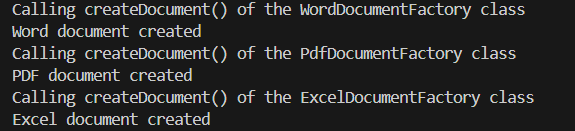 Calling createDocument() of the WordDocumentFactory class
Word document created
Calling createDocument() of the PdfDocumentFactory class
PDF document created
Calling createDocument() of the ExcelDocumentFactory class
Excel document created